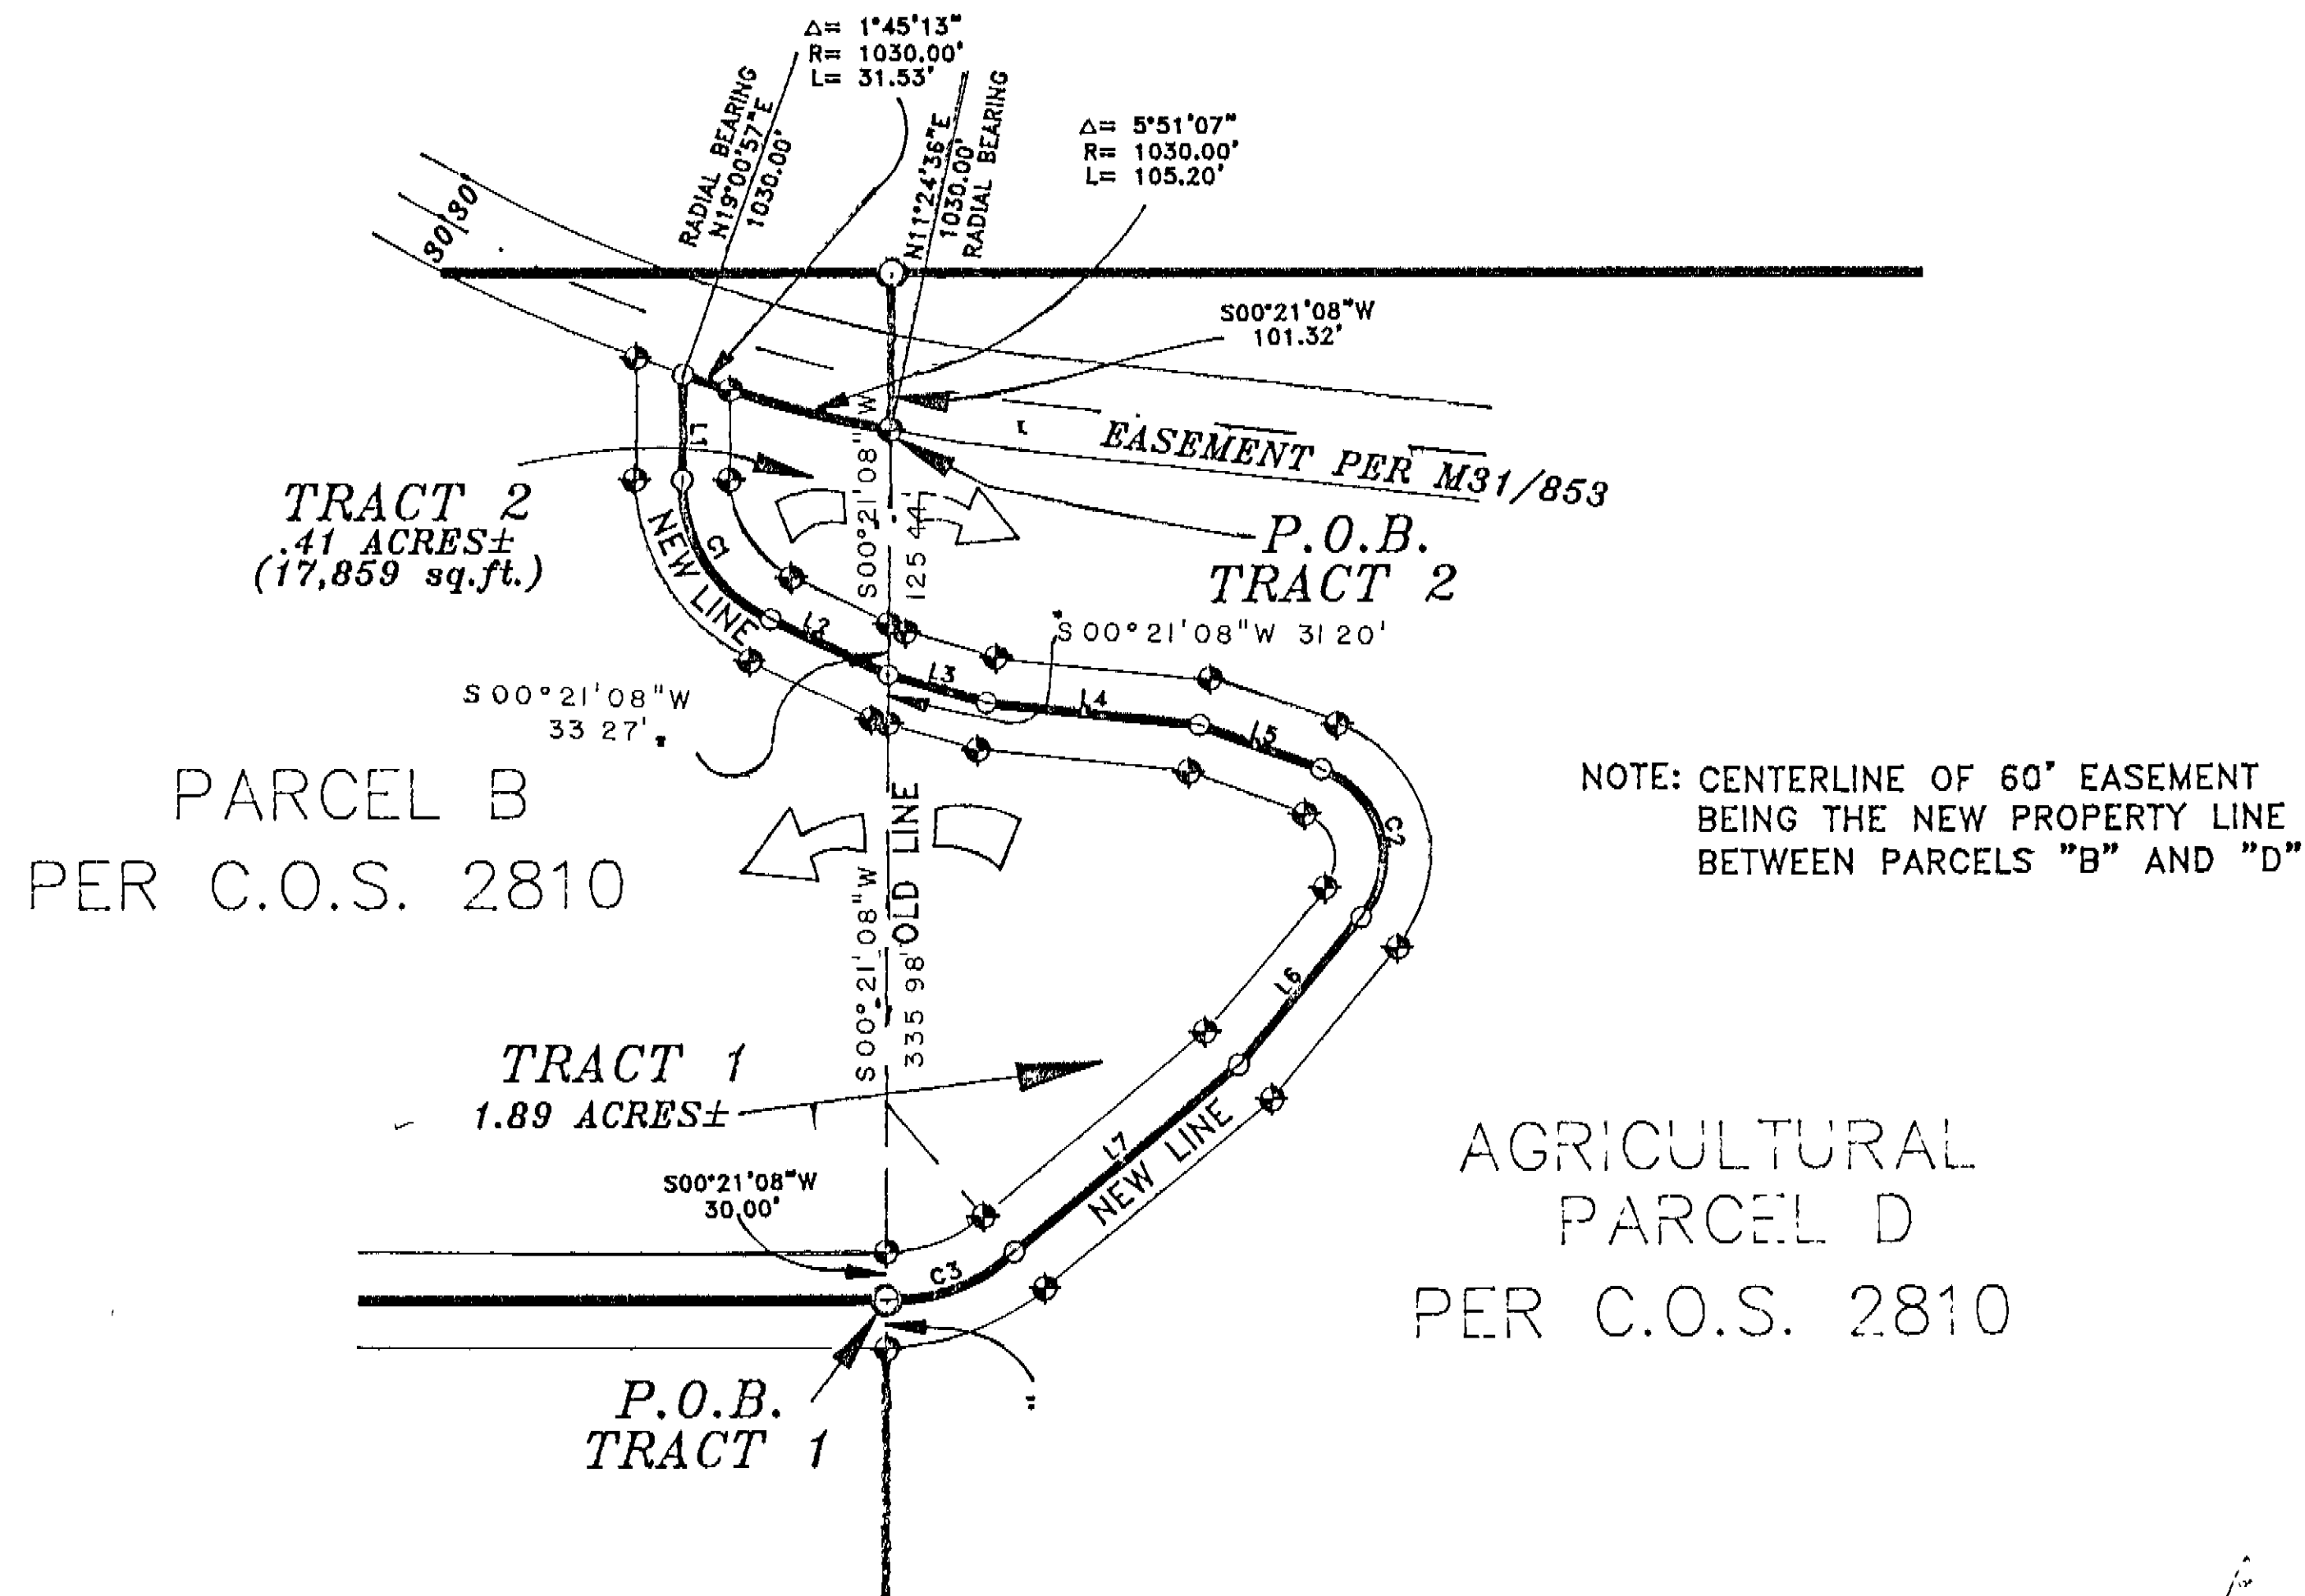 Δ= 1°45'13"
R= 1030.00'
L= 31.53'
RADIAL BEARING
N19°00'57"E
1030.00'
N11°24'36"E
1030.00'
RADIAL BEARING
Δ= 5°51'07"
R= 1030.00'
L= 105.20'
30'
30'
S00°21'08"W
101.32'
EASEMENT PER M31/853
L1
TRACT 2
.41 ACRES±
(17,859 sq.ft.)
NEW LINE
C1
S00°21'08"W
125 44'
P.O.B.
TRACT 2
L2
S00°21'08"W 31 20'
L3
L4
L5
S00°21'08"W
33 27'
PARCEL B
PER C.O.S. 2810
OLD LINE
S00°21'08"W
335 98'
C2
NOTE: CENTERLINE OF 60' EASEMENT
BEING THE NEW PROPERTY LINE
BETWEEN PARCELS "B" AND "D"
L6
TRACT 1
1.89 ACRES±
L7
NEW LINE
AGRICULTURAL
PARCEL D
PER C.O.S. 2810
S00°21'08"W
30.00'
C3
"
P.O.B.
TRACT 1